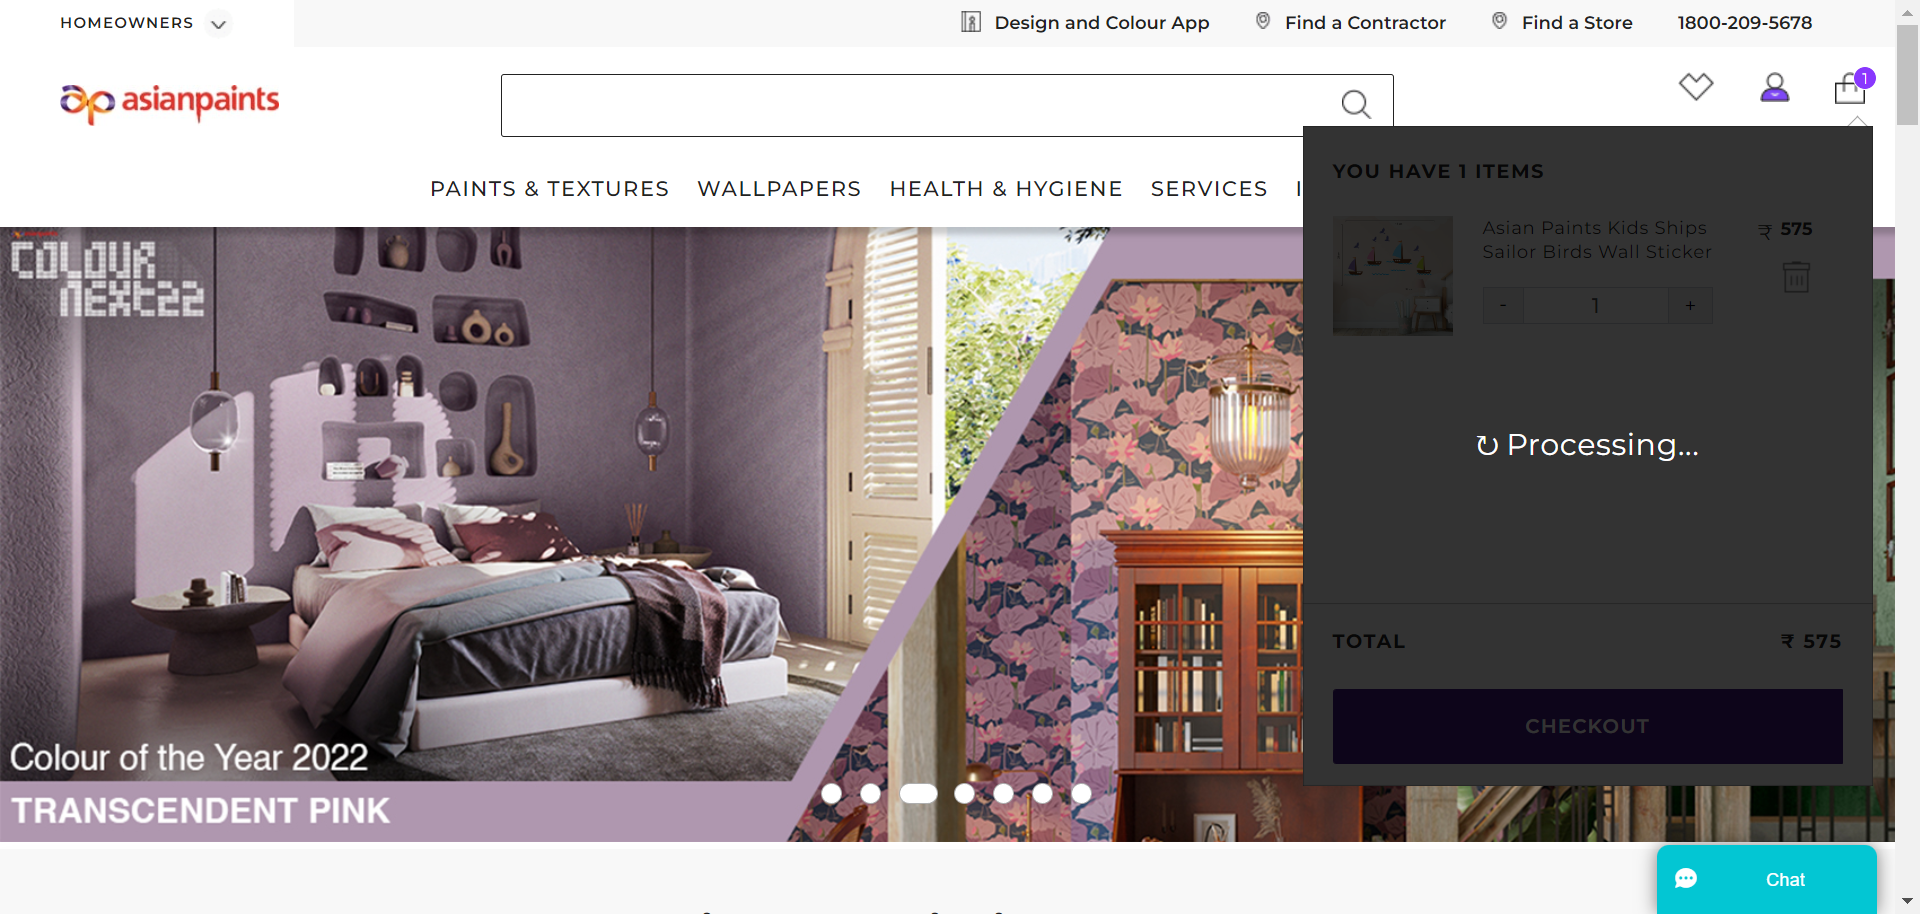 HOMEOWNERS
Design and Colour App
Find a Contractor
Find a Store
1800-209-5678
ap asianpaints
1
PAINTS & TEXTURES
WALLPAPERS
HEALTH & HYGIENE
SERVICES
YOU HAVE 1 ITEMS
Asian Paints Kids Ships
Sailor Birds Wall Sticker
₹ 575
- 1 +
Processing...
TOTAL
₹ 575
CHECKOUT
COLOUR
NEXT22
Colour of the Year 2022
TRANSCENDENT PINK
Chat